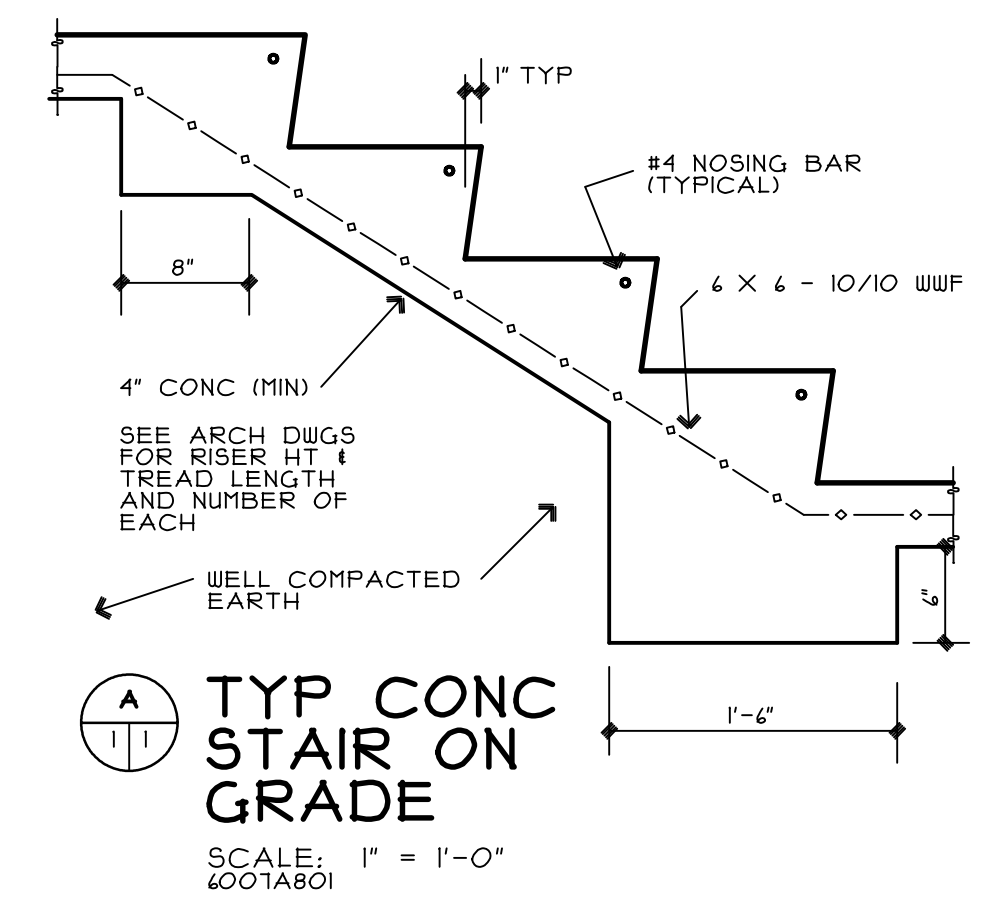 1" TYP
#4 NOSING BAR
(TYPICAL)
8"
6 X 6 - 10/10 WWF
4" CONC (MIN)
SEE ARCH DWGS
FOR RISER HT &
TREAD LENGTH
AND NUMBER OF
EACH
WELL COMPACTED
EARTH
6"
1'-6"
A
1 1
TYP CONC
STAIR ON
GRADE
SCALE: 1" = 1'-0"
6007A801